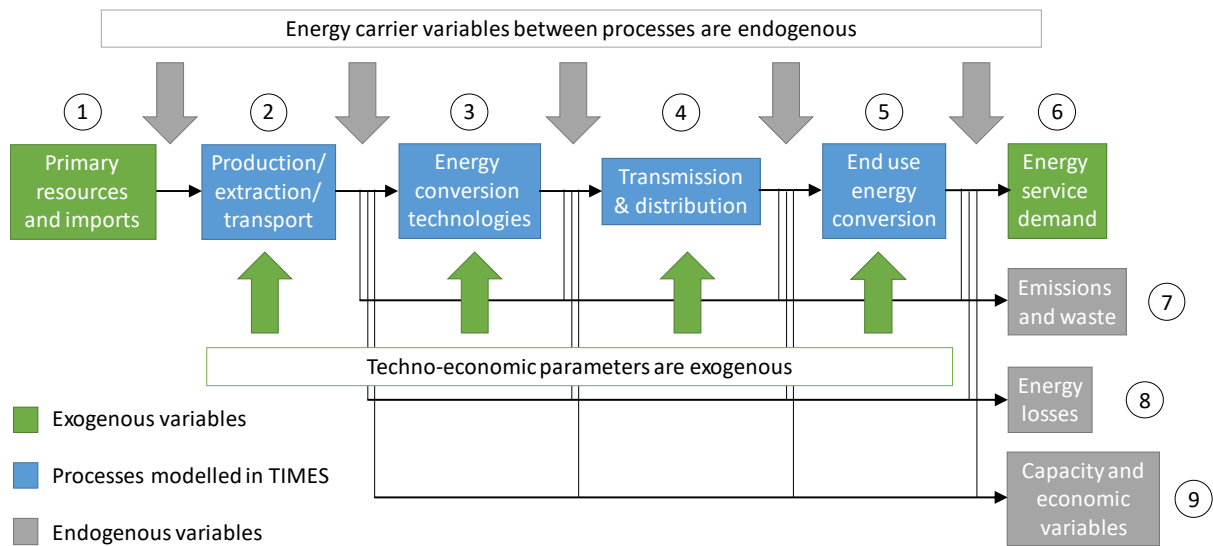 Energy carrier variables between processes are endogenous
1
2
3
4
5
6
Primary
resources
and imports
Production/
extraction/
transport
Energy
conversion
technologies
Transmission
& distribution
End use
energy
conversion
Energy
service
demand
Emissions
and waste
7
Techno-economic parameters are exogenous
Energy
losses
8
Exogenous variables
Processes modelled in TIMES
Capacity and
economic
variables
9
Endogenous variables